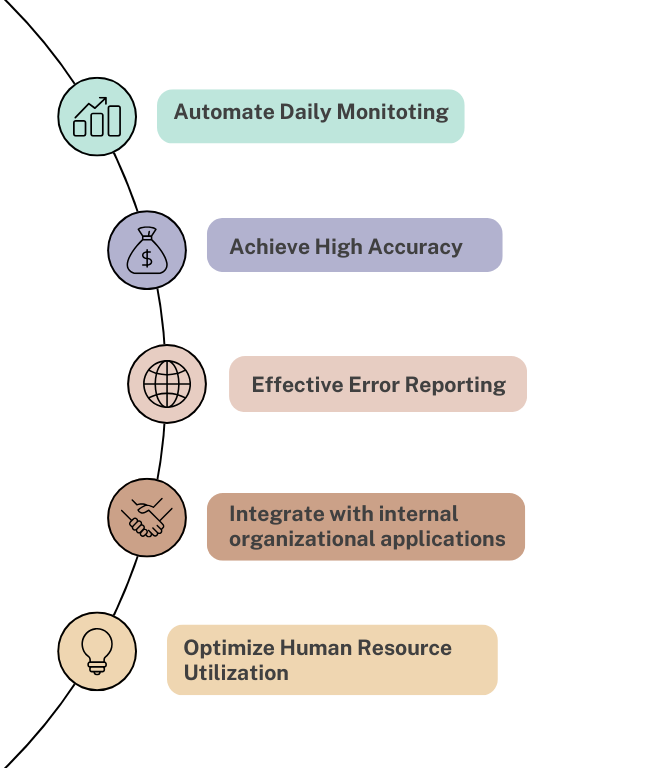 Automate Daily Monitoting
Achieve High Accuracy
$
Effective Error Reporting
Integrate with internal
organizational applications
Optimize Human Resource
Utilization